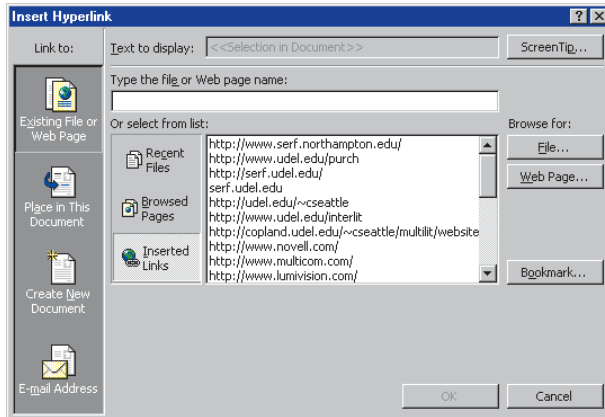 Insert Hyperlink
Link to:
Text to display:
<<Selection in Document>>
ScreenTip...
Type the file or Web page name:
Existing File or
Web Page
Or select from list:
Browse for:
Recent
Files
Browsed
Pages
Inserted
Links
http://www.serf.northampton.edu/
http://www.udel.edu/purch
http://serf.udel.edu/
serf.udel.edu
http://udel.edu/~cseattle
http://www.udel.edu/interlit
http://copland.udel.edu/~cseattle/multilit/website
http://www.novell.com/
http://www.multicom.com/
http://www.lumivision.com/
File...
Web Page...
Bookmark...
Place in This
Document
Create New
Document
E-mail Address
OK
Cancel